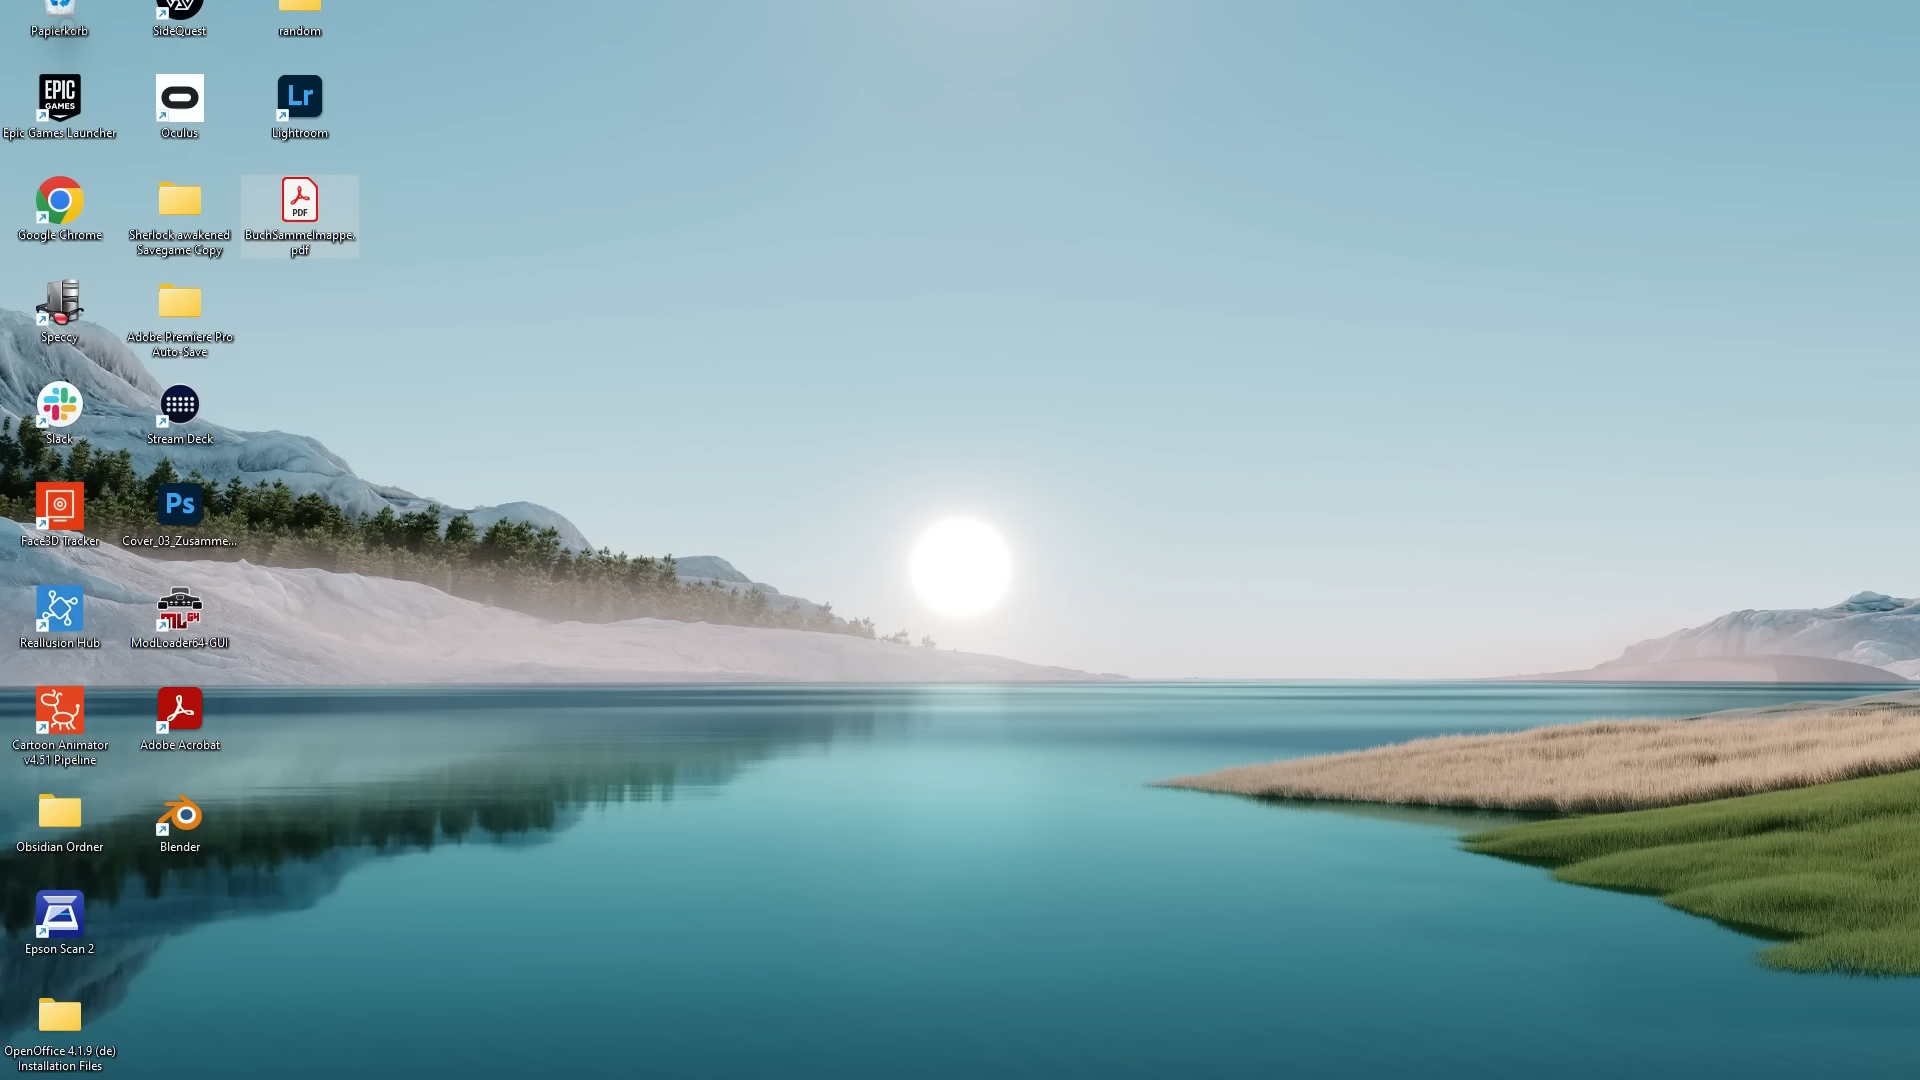 Papierkorb
SideQuest
random
EPIC
GAMES
Epic Games Launcher
Oculus
Lr
Lightroom
Google Chrome
Sherlock awakened
Savegame Copy
PDF
BuchSammelmappe.
pdf
Speccy
Adobe Premiere Pro
Auto-Save
Slack
Stream Deck
Face3D Tracker
Ps
Cover_03_Zusamme...
Reallusion Hub
ML64
ModLoader64-GUI
Cartoon Animator
v4.51 Pipeline
Adobe Acrobat
Obsidian Ordner
Blender
Epson Scan 2
OpenOffice 4.1.9 (de)
Installation Files